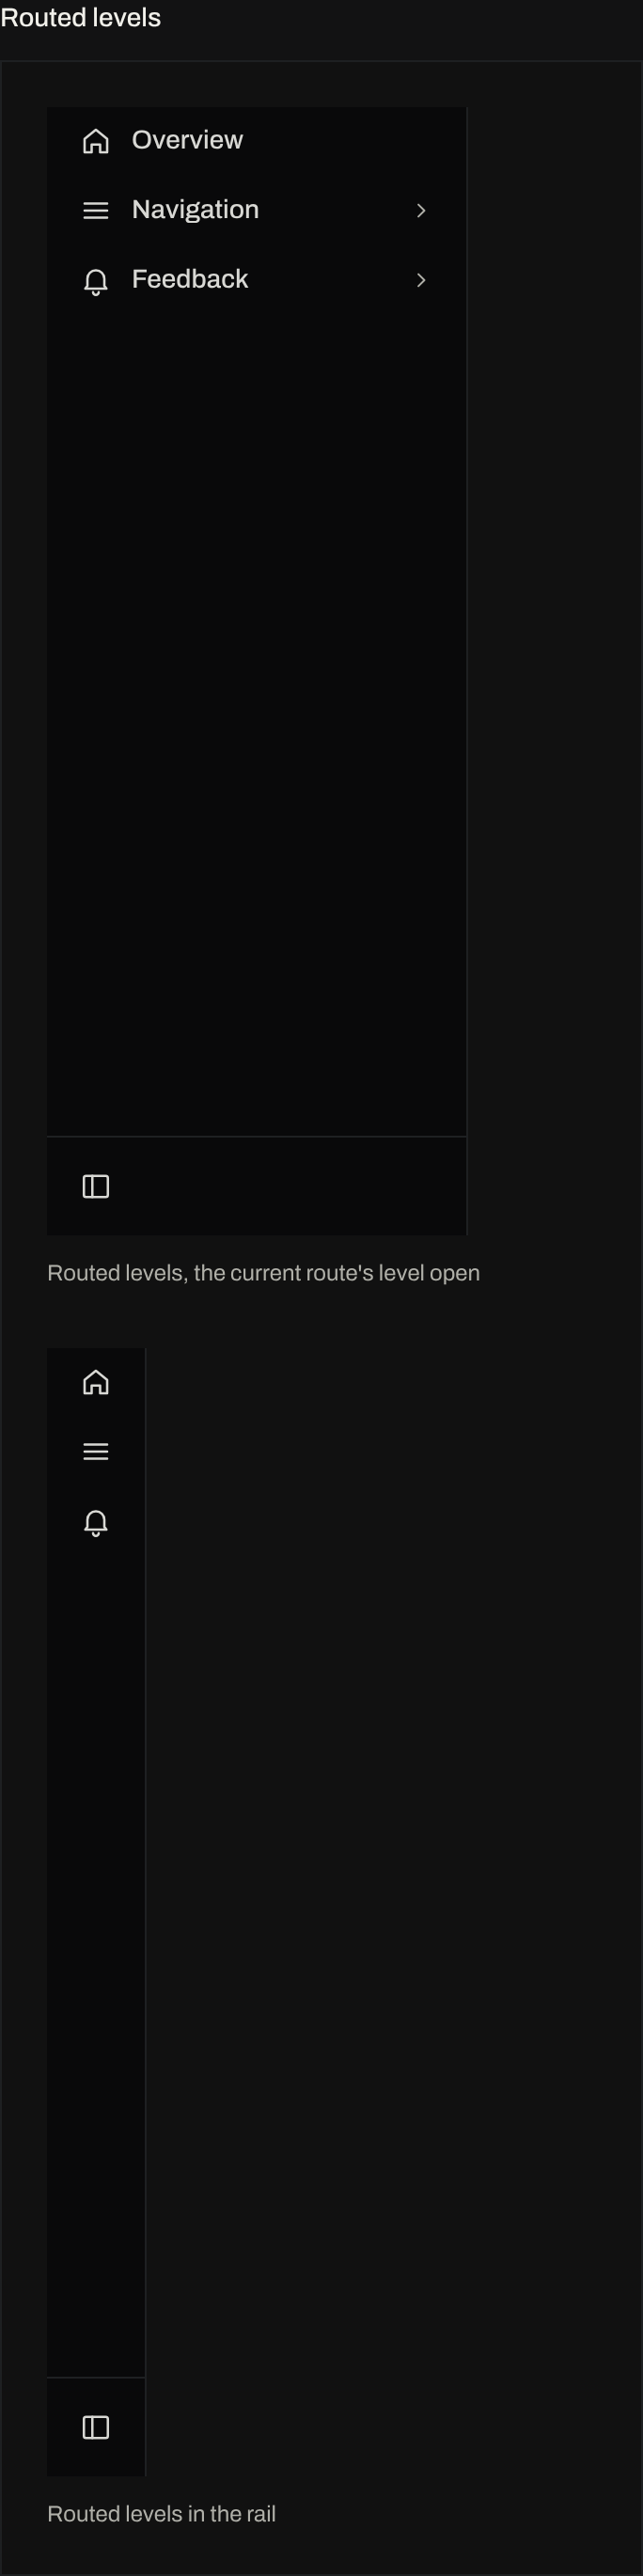 Routed levels
Overview
Navigation
Feedback
Routed levels, the current route's level open
Routed levels in the rail